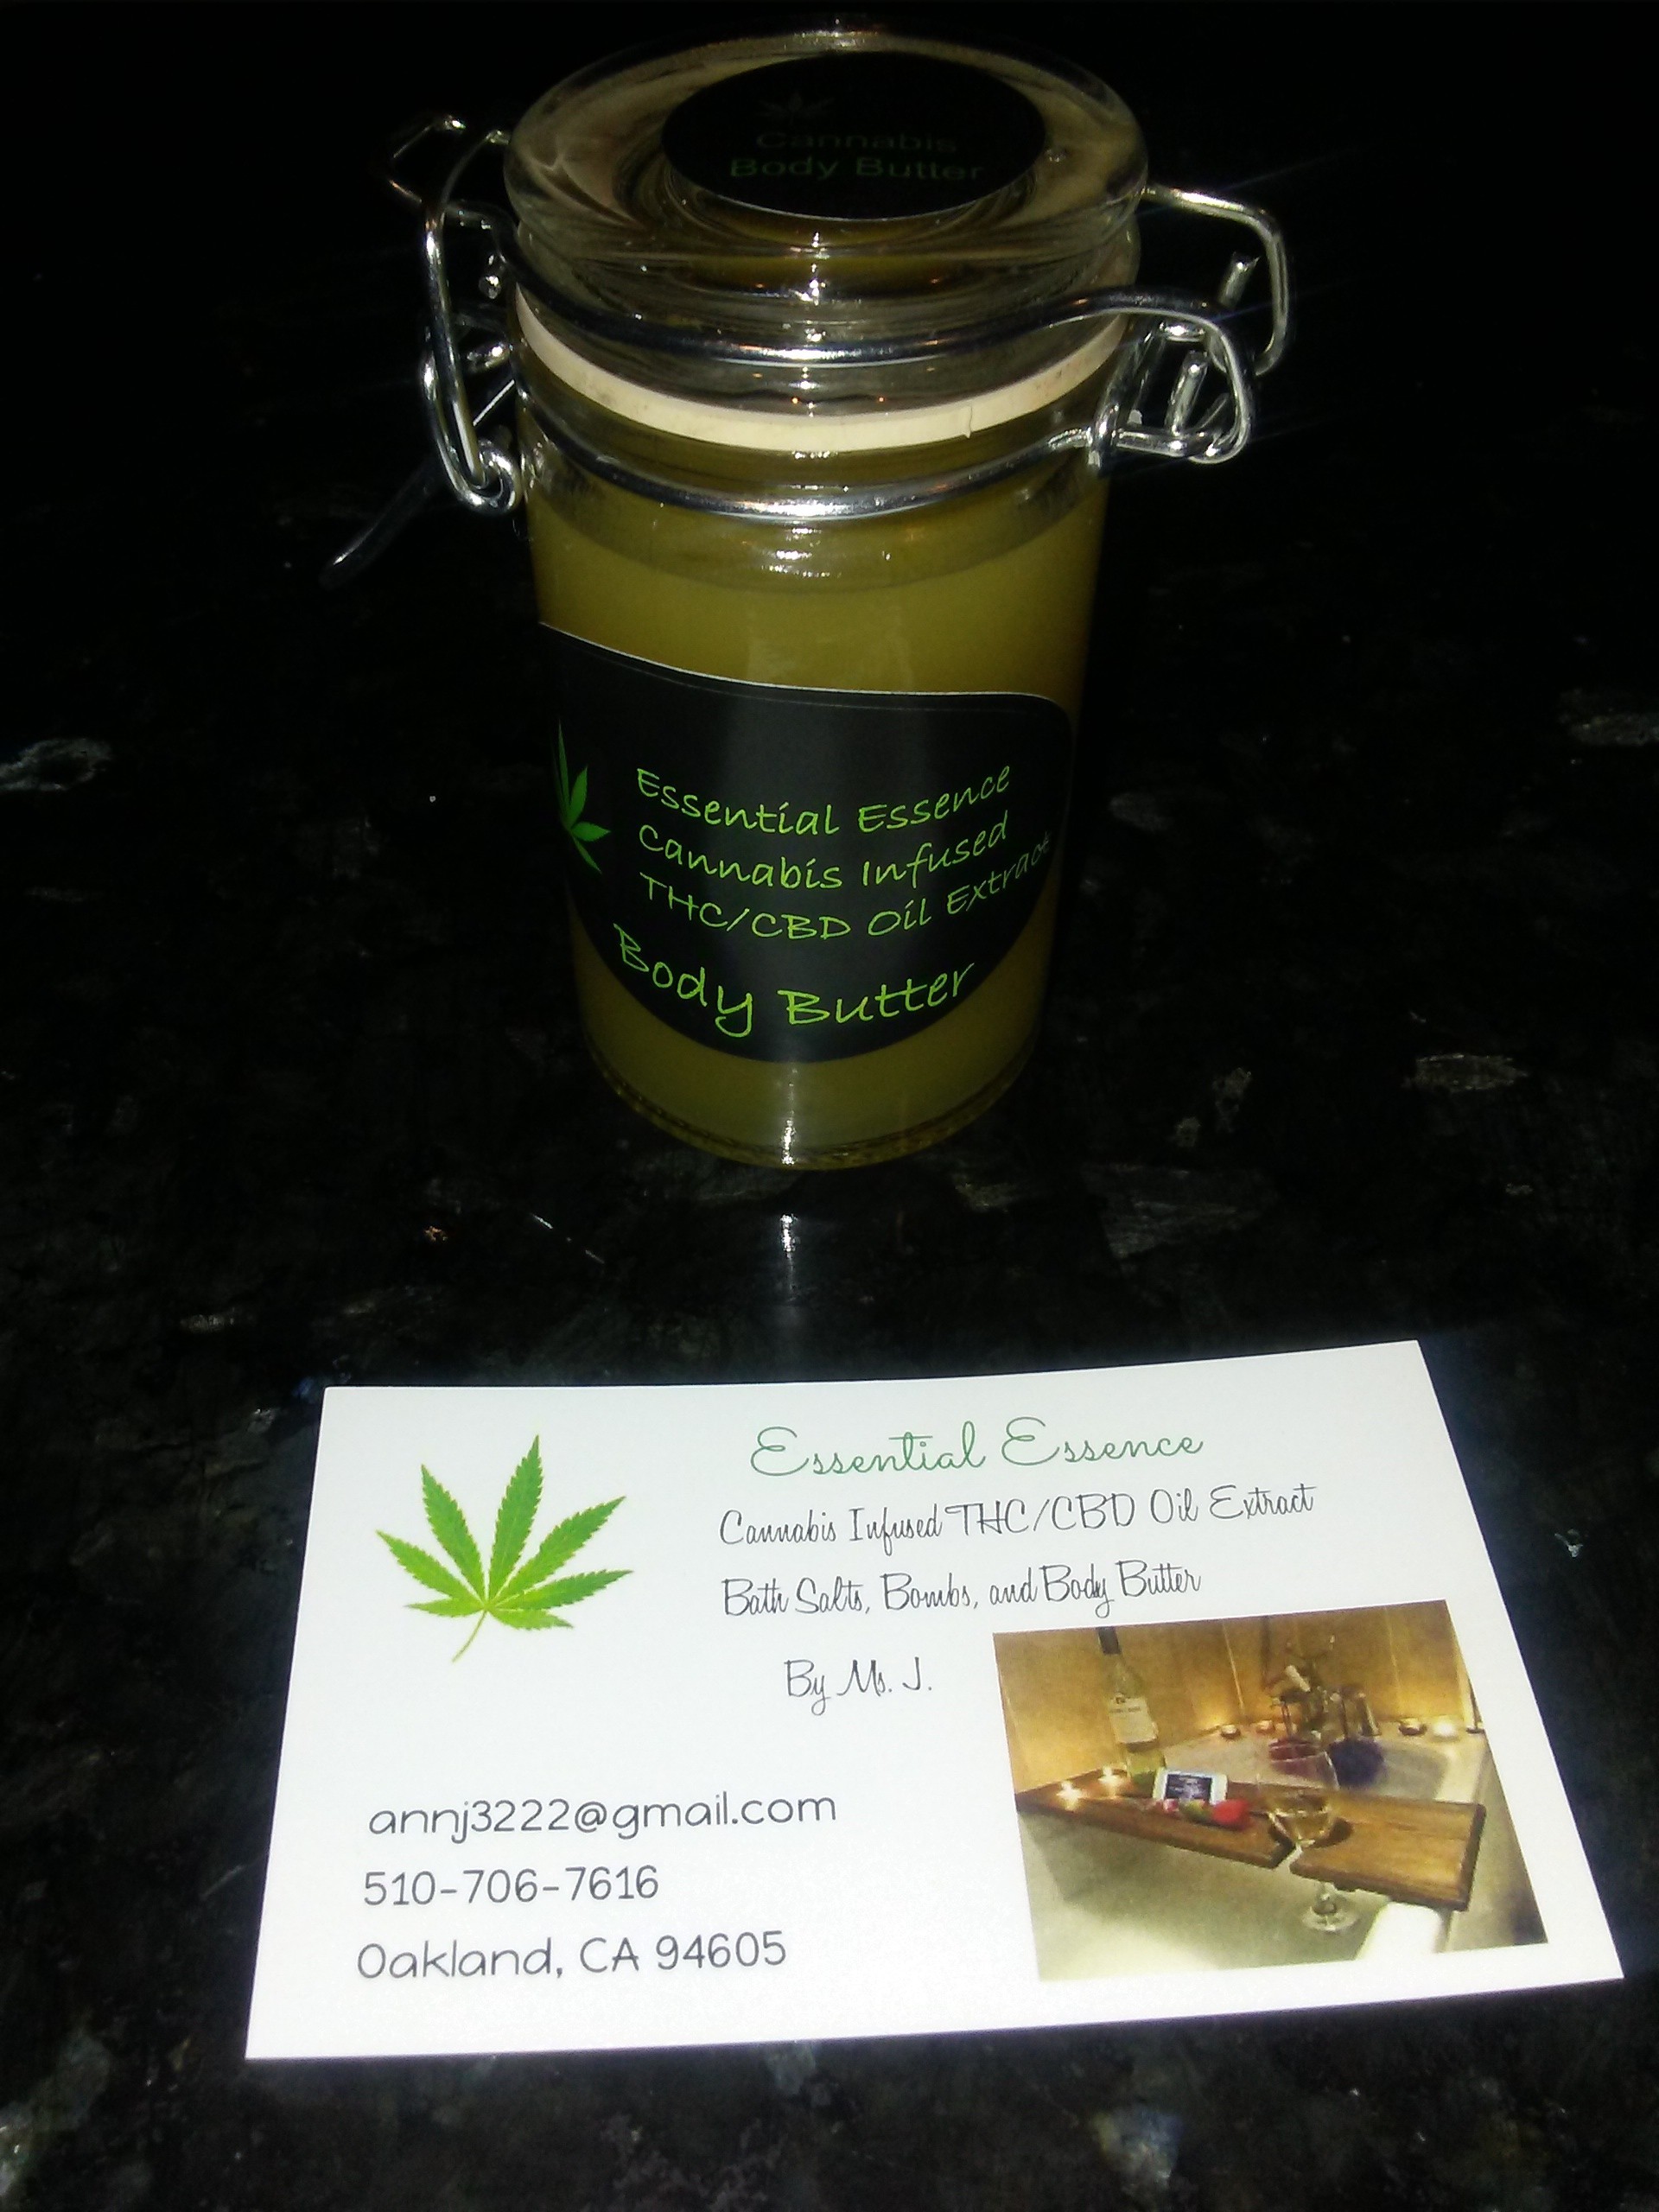 Cannabis
Body Butter
Essential Essence
Cannabis Infused
THC/CBD Oil Extract
Body Butter
Essential Essence
Cannabis Infused THC/CBD Oil Extract
Bath Salts, Bombs, and Body Butter
By Ms. J.
annj3222@gmail.com
510-706-7616
Oakland, CA 94605